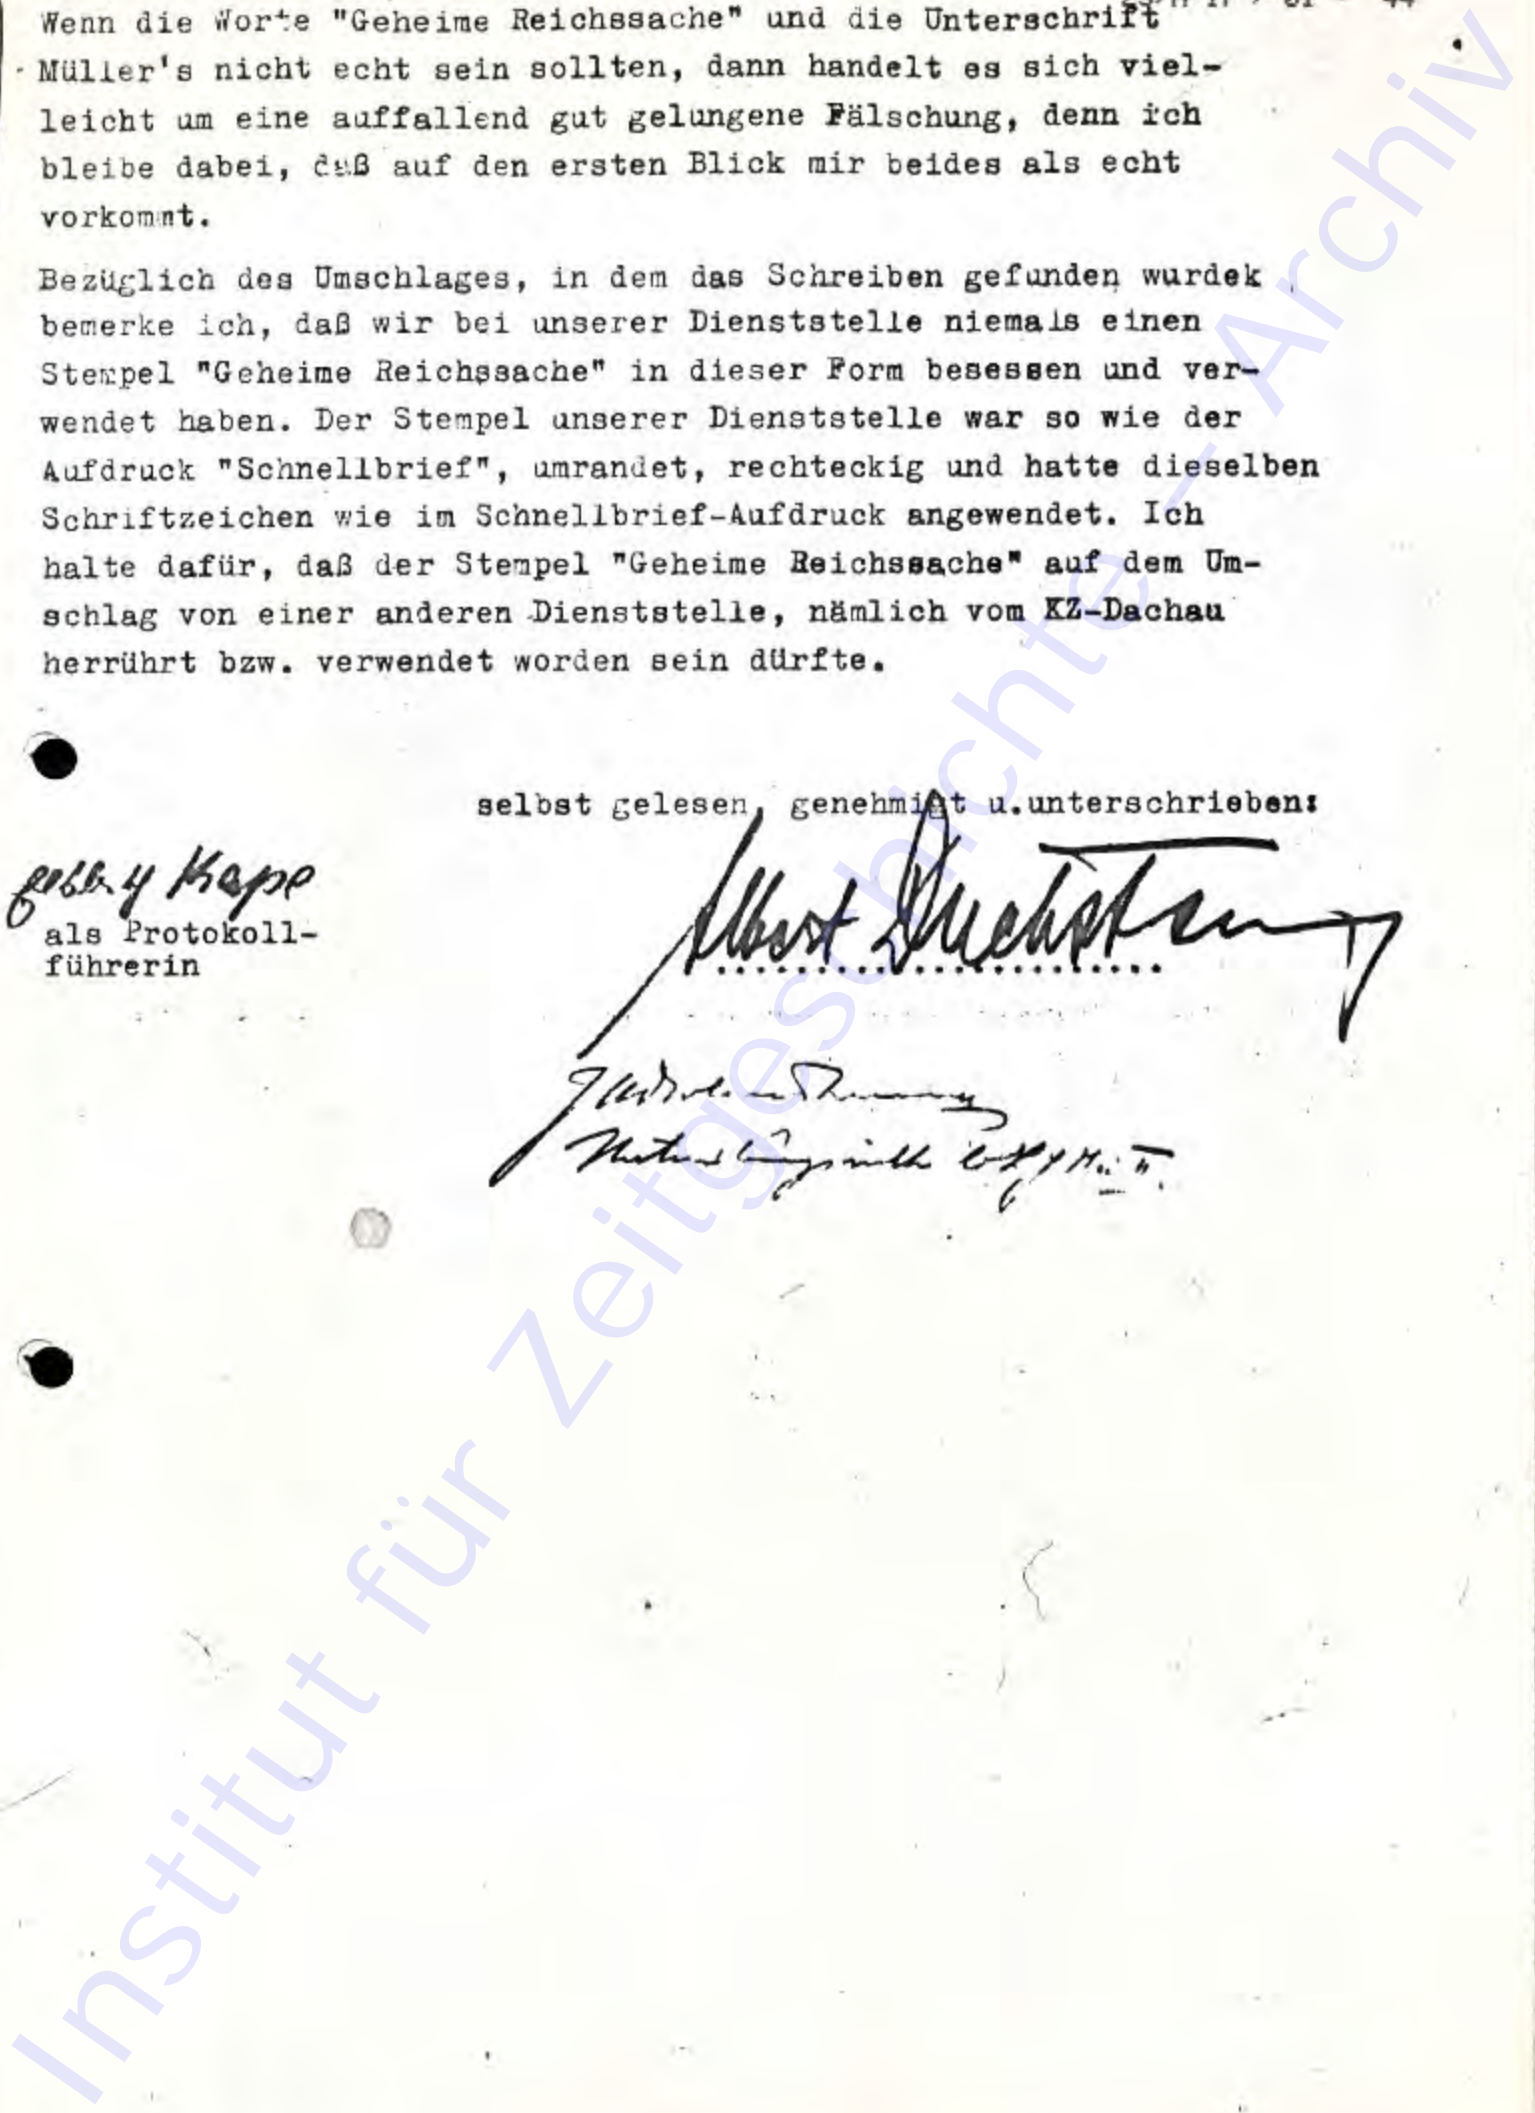 Wenn die Worte "Geheime Reichssache" und die Unterschrift
Müller's nicht echt sein sollten, dann handelt es sich viel-
leicht um eine auffallend gut gelungene Fälschung, denn ich
bleibe dabei, daß auf den ersten Blick mir beides als echt
vorkommt.
Bezüglich des Umschlages, in dem das Schreiben gefunden wurdek
bemerke ich, daß wir bei unserer Dienststelle niemals einen
Stempel "Geheime Reichssache" in dieser Form besessen und ver-
wendet haben. Der Stempel unserer Dienststelle war so wie der
Aufdruck "Schnellbrief", umrandet, rechteckig und hatte dieselben
Schriftzeichen wie im Schnellbrief-Aufdruck angewendet. Ich
halte dafür, daß der Stempel "Geheime Reichssache" auf dem Um-
schlag von einer anderen Dienststelle, nämlich vom KZ-Dachau
herrührt bzw. verwendet worden sein dürfte.
selbst gelesen, genehmigt u.unterschrieben:
als Protokoll-
führerin
Albert
Institut für Zeitgeschichte - Archiv